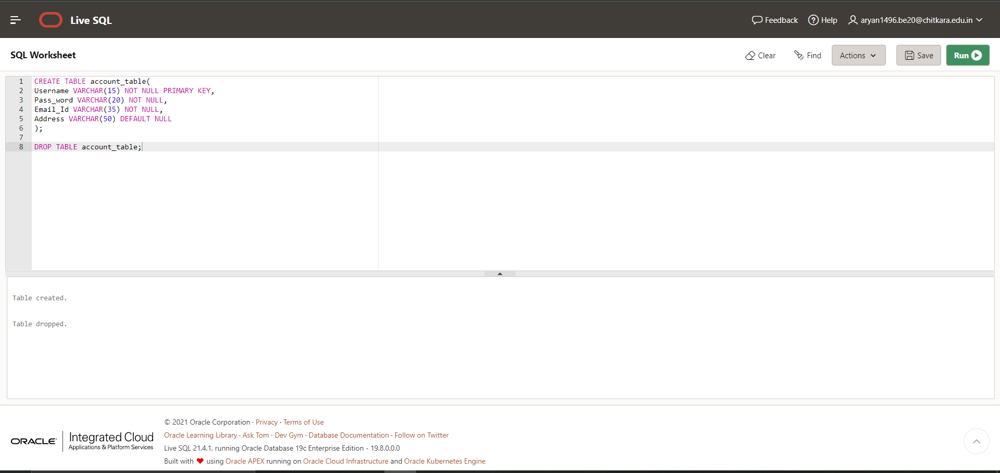 Live SQL
Feedback Help aryan1496.be20@chitkara.edu.in
SQL Worksheet
Clear Find Actions Save Run
1 CREATE TABLE account_table(
2 Username VARCHAR(15) NOT NULL PRIMARY KEY,
3 Pass_word VARCHAR(20) NOT NULL,
4 Email_Id VARCHAR(35) NOT NULL,
5 Address VARCHAR(50) DEFAULT NULL
6 );
7
8 DROP TABLE account_table;
Table created.
Table dropped.
ORACLE Integrated Cloud
Applications & Platform Services
© 2021 Oracle Corporation · Privacy · Terms of Use
Oracle Learning Library · Ask Tom · Dev Gym · Database Documentation · Follow on Twitter
Live SQL 21.4.1, running Oracle Database 19c Enterprise Edition - 19.8.0.0.0
Built with ♥ using Oracle APEX running on Oracle Cloud Infrastructure and Oracle Kubernetes Engine